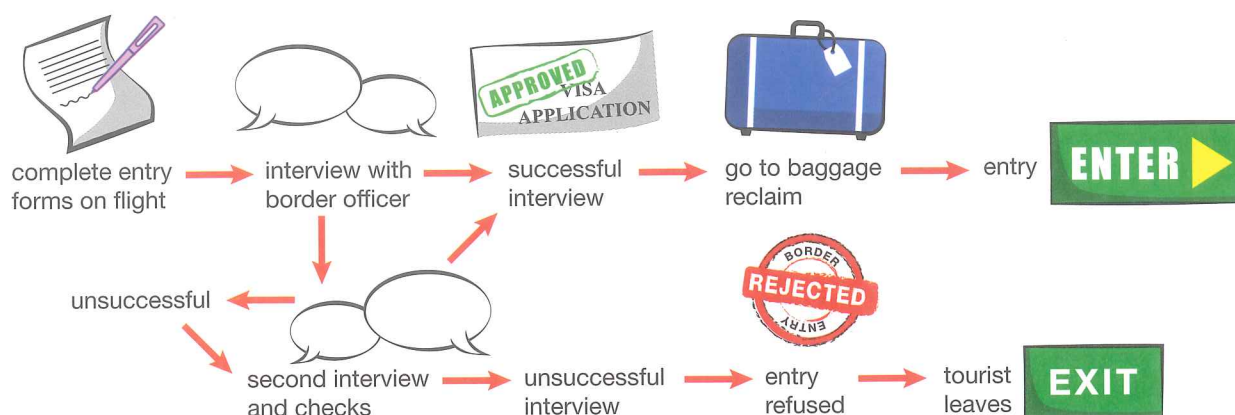 APPROVED
VISA
APPLICATION
complete entry
forms on flight
interview with
border officer
successful
interview
go to baggage
reclaim
entry
ENTER
unsuccessful
second interview
and checks
unsuccessful
interview
BORDER
REJECTED
ENTRY
entry
refused
tourist
leaves
EXIT